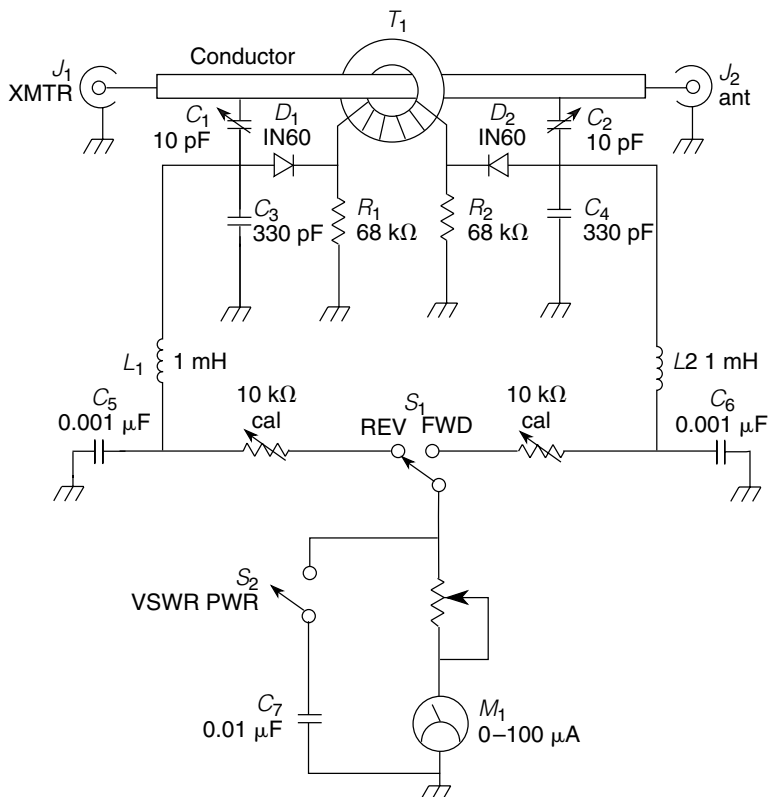 T1
Conductor
J1
XMTR
J2
ant
C1
10 pF
D1
IN60
D2
IN60
C2
10 pF
C3
330 pF
R1
68 kΩ
R2
68 kΩ
C4
330 pF
L1 1 mH
L2 1 mH
C5
0.001 μF
10 kΩ
cal
S1
REV FWD
10 kΩ
cal
C6
0.001 μF
S2
VSWR PWR
C7
0.01 μF
M1
0–100 μA